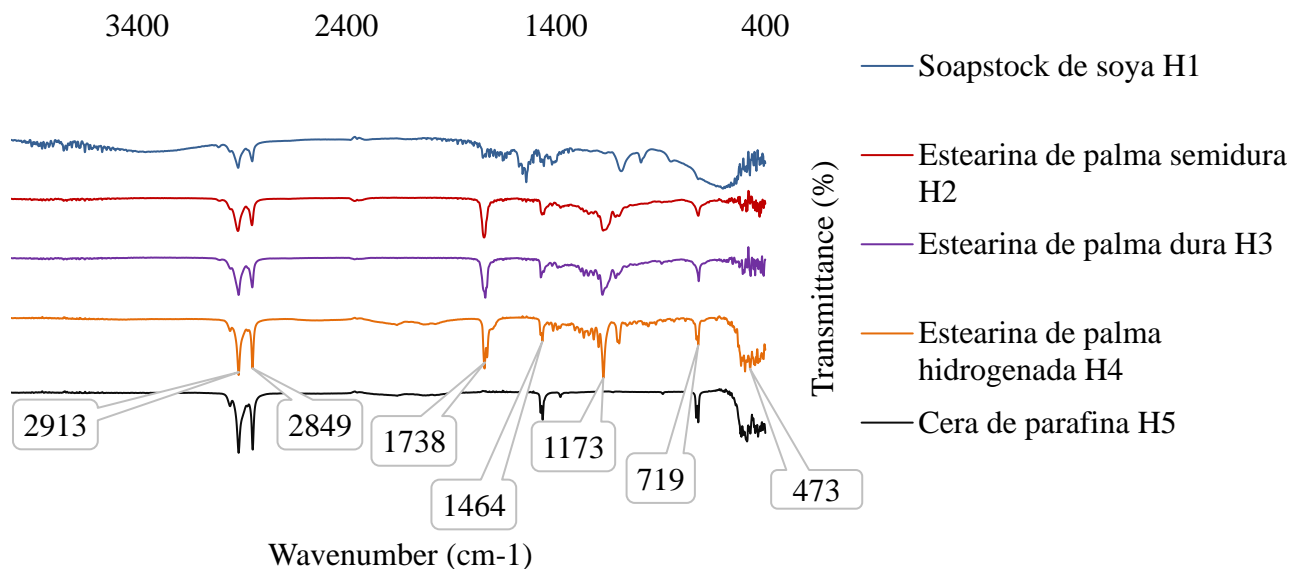 3400 2400 1400 400
Soapstock de soya H1
Estearina de palma semidura
H2
Estearina de palma dura H3
Estearina de palma
hidrogenada H4
Cera de parafina H5
Transmittance (%)
2913
2849
1738
1464
1173
719
473
Wavenumber (cm-1)